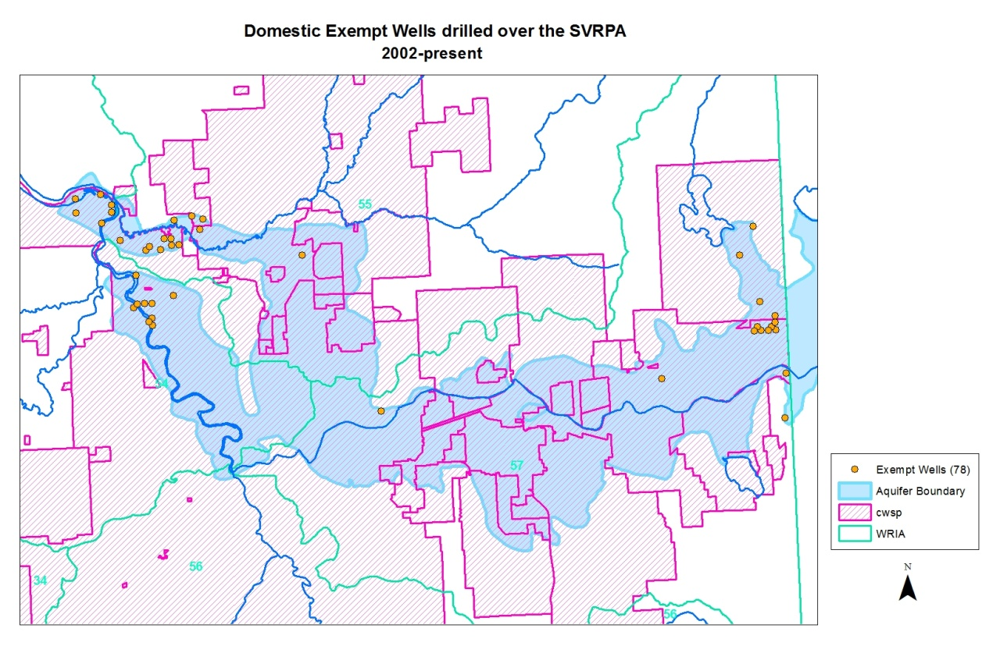 Domestic Exempt Wells drilled over the SVRPA
2002-present
55
54
57
56
34
56
Exempt Wells (78)
Aquifer Boundary
cwsp
WRIA
N